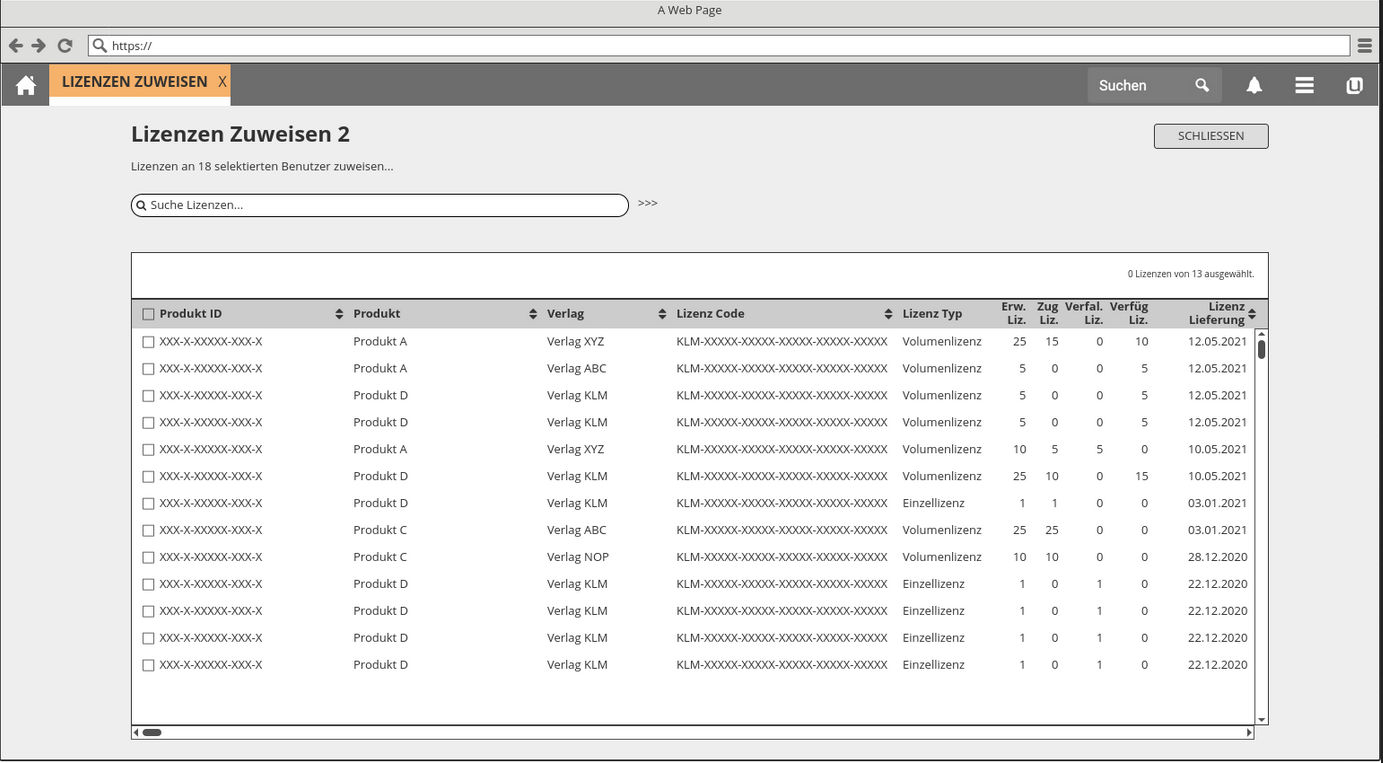 A Web Page
https://
LIZENZEN ZUWEISEN X
Suchen
Lizenzen Zuweisen 2
SCHLIESSEN
Lizenzen an 18 selektierten Benutzer zuweisen...
Suche Lizenzen... >>>
0 Lizenzen von 13 ausgewählt.
Produkt ID Produkt Verlag Lizenz Code Lizenz Typ Erw. Liz. Zug Liz. Verfal. Liz. Verfüg Liz. Lizenz Lieferung
XXX-X-XXXXX-XXX-X Produkt A Verlag XYZ KLM-XXXXX-XXXXX-XXXXX-XXXXX-XXXXX Volumenlizenz 25 15 0 10 12.05.2021
XXX-X-XXXXX-XXX-X Produkt A Verlag ABC KLM-XXXXX-XXXXX-XXXXX-XXXXX-XXXXX Volumenlizenz 5 0 0 5 12.05.2021
XXX-X-XXXXX-XXX-X Produkt D Verlag KLM KLM-XXXXX-XXXXX-XXXXX-XXXXX-XXXXX Volumenlizenz 5 0 0 5 12.05.2021
XXX-X-XXXXX-XXX-X Produkt D Verlag KLM KLM-XXXXX-XXXXX-XXXXX-XXXXX-XXXXX Volumenlizenz 5 0 0 5 12.05.2021
XXX-X-XXXXX-XXX-X Produkt A Verlag XYZ KLM-XXXXX-XXXXX-XXXXX-XXXXX-XXXXX Volumenlizenz 10 5 5 0 10.05.2021
XXX-X-XXXXX-XXX-X Produkt D Verlag KLM KLM-XXXXX-XXXXX-XXXXX-XXXXX-XXXXX Volumenlizenz 25 10 0 15 10.05.2021
XXX-X-XXXXX-XXX-X Produkt D Verlag KLM KLM-XXXXX-XXXXX-XXXXX-XXXXX-XXXXX Einzellizenz 1 1 0 0 03.01.2021
XXX-X-XXXXX-XXX-X Produkt C Verlag ABC KLM-XXXXX-XXXXX-XXXXX-XXXXX-XXXXX Volumenlizenz 25 25 0 0 03.01.2021
XXX-X-XXXXX-XXX-X Produkt C Verlag NOP KLM-XXXXX-XXXXX-XXXXX-XXXXX-XXXXX Volumenlizenz 10 10 0 0 28.12.2020
XXX-X-XXXXX-XXX-X Produkt D Verlag KLM KLM-XXXXX-XXXXX-XXXXX-XXXXX-XXXXX Einzellizenz 1 0 1 0 22.12.2020
XXX-X-XXXXX-XXX-X Produkt D Verlag KLM KLM-XXXXX-XXXXX-XXXXX-XXXXX-XXXXX Einzellizenz 1 0 1 0 22.12.2020
XXX-X-XXXXX-XXX-X Produkt D Verlag KLM KLM-XXXXX-XXXXX-XXXXX-XXXXX-XXXXX Einzellizenz 1 0 1 0 22.12.2020
XXX-X-XXXXX-XXX-X Produkt D Verlag KLM KLM-XXXXX-XXXXX-XXXXX-XXXXX-XXXXX Einzellizenz 1 0 1 0 22.12.2020